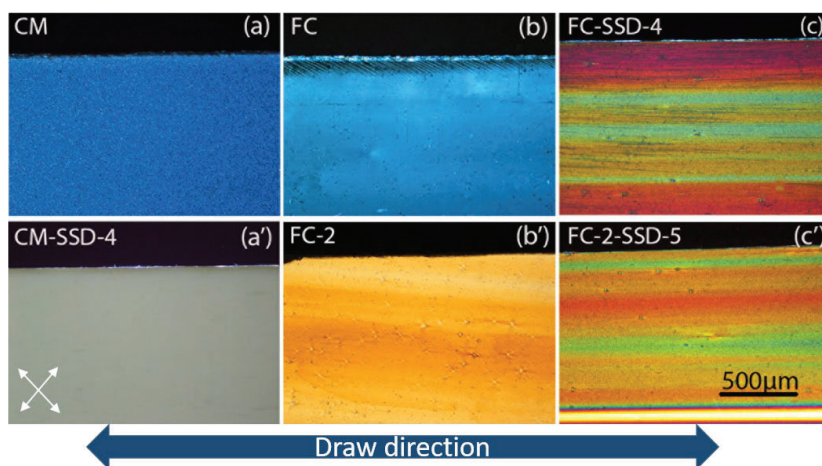 CM (a)
FC (b)
FC-SSD-4 (c)
CM-SSD-4 (a')
FC-2 (b')
FC-2-SSD-5 (c')
500µm
Draw direction